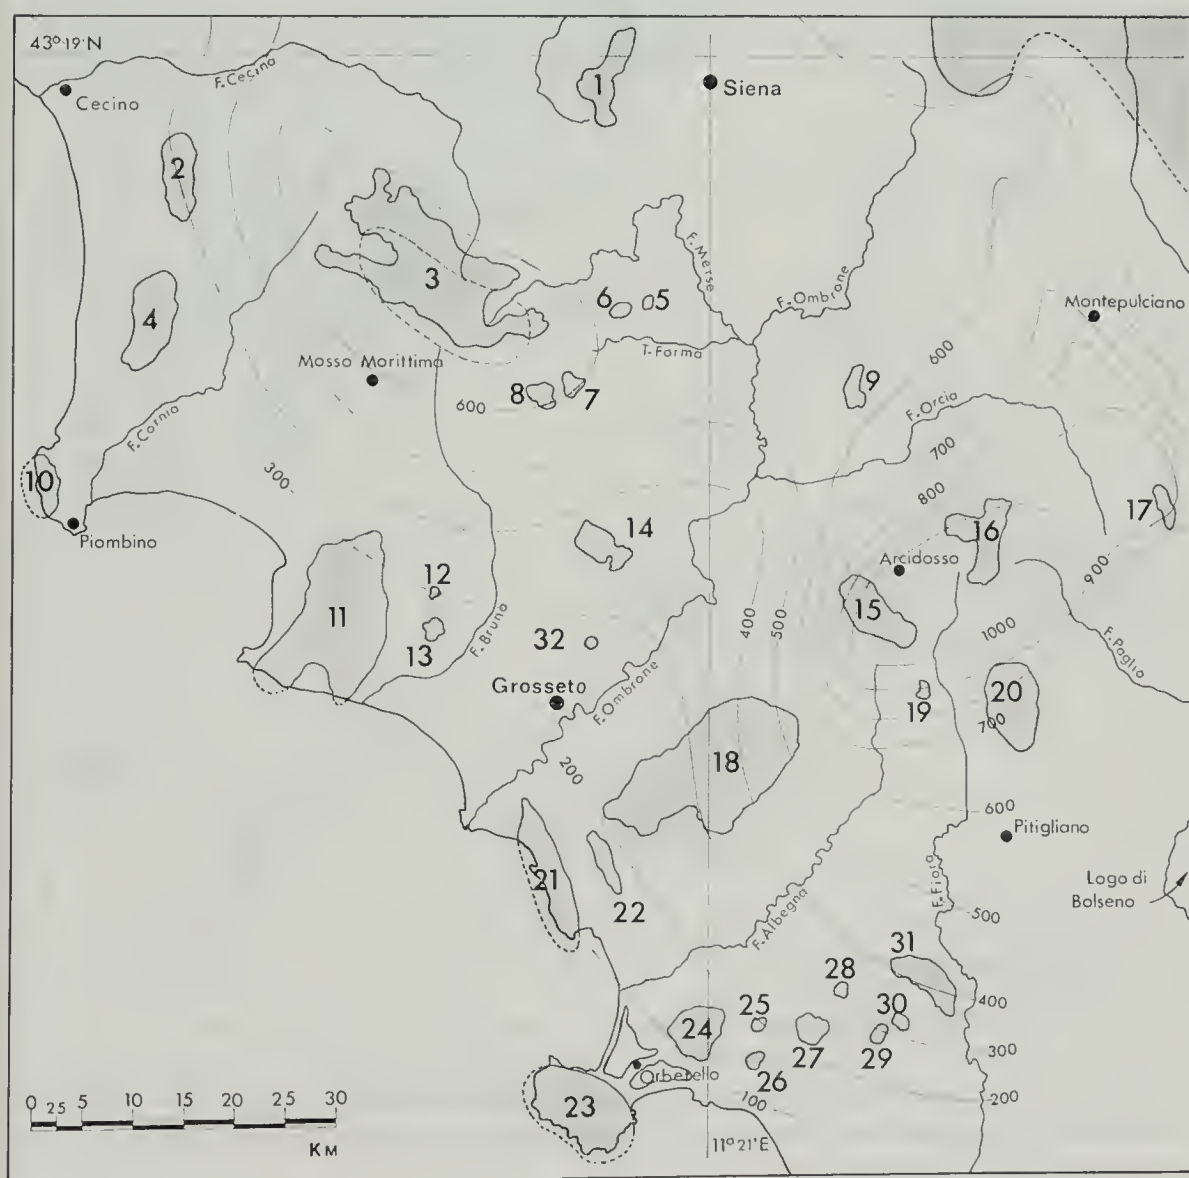 43°19'N
F. Cecina
Cecino
1
Siena
2
3
F. Merse
F. Ombrone
4
6
5
T. Farma
Montepulciano
Mosso Morittima
600
8
7
600
9
F. Cornia
F. Orcia
700
300
10
800
17
Piombino
14
16
Arcidosso
900
12
11
15
400
500
1000
13
F. Bruno
32
F. Paglia
Grosseto
F. Ombrone
19
20
700
18
200
600
Pitigliano
21
22
F. Fiora
Lago di
Bolseno
F. Albegna
500
31
28
25
30
400
24
27
29
300
Orbetello
26
23
100
200
0 25 5 10 15 20 25 30
KM
11°21'E